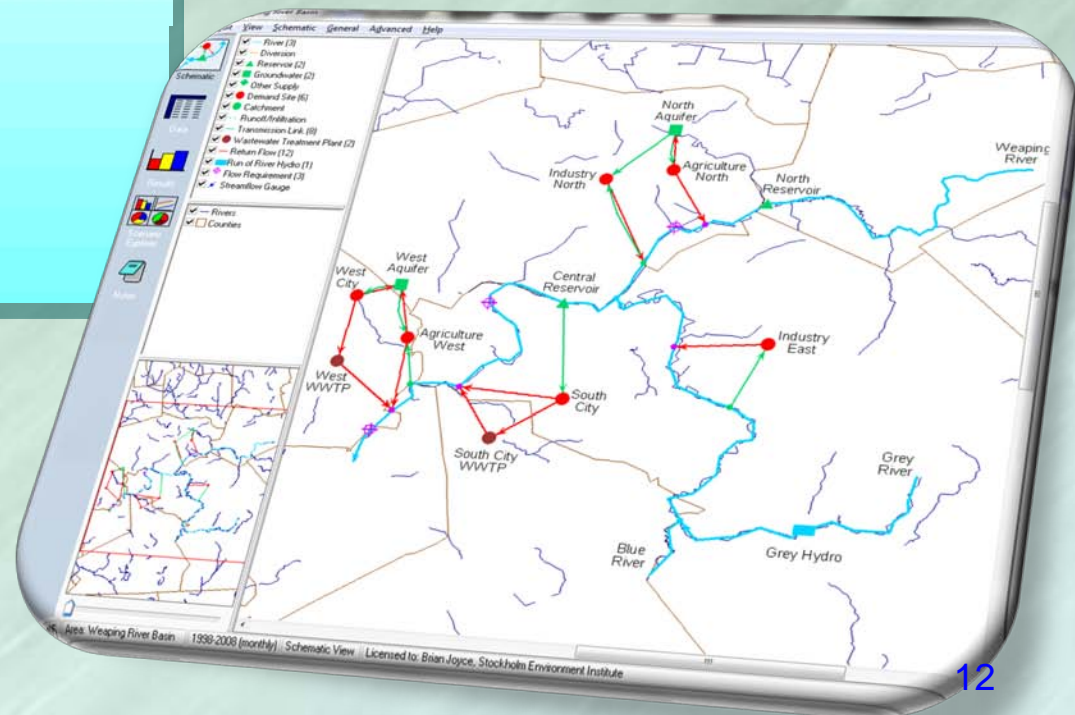 View Schematic General Advanced Help
Schematic
Data
Results
Scenario
Explorer
Notes
River (3)
Diversion
Reservoir (2)
Groundwater (2)
Other Supply
Demand Site (6)
Catchment
Runoff/Infiltration
Transmission Link (8)
Wastewater Treatment Plant (2)
Return Flow (12)
Run of River Hydro (1)
Flow Requirement (3)
Streamflow Gauge
Rivers
Counties
North
Aquifer
Industry
North
Agriculture
North
North
Reservoir
Weaping
River
West
City
West
Aquifer
Central
Reservoir
Agriculture
West
West
WWTP
Industry
East
South
City
South City
WWTP
Grey
River
Blue
River
Grey Hydro
Area: Weaping River Basin 1998-2008 (monthly) Schematic View Licensed to: Brian Joyce, Stockholm Environment Institute
12